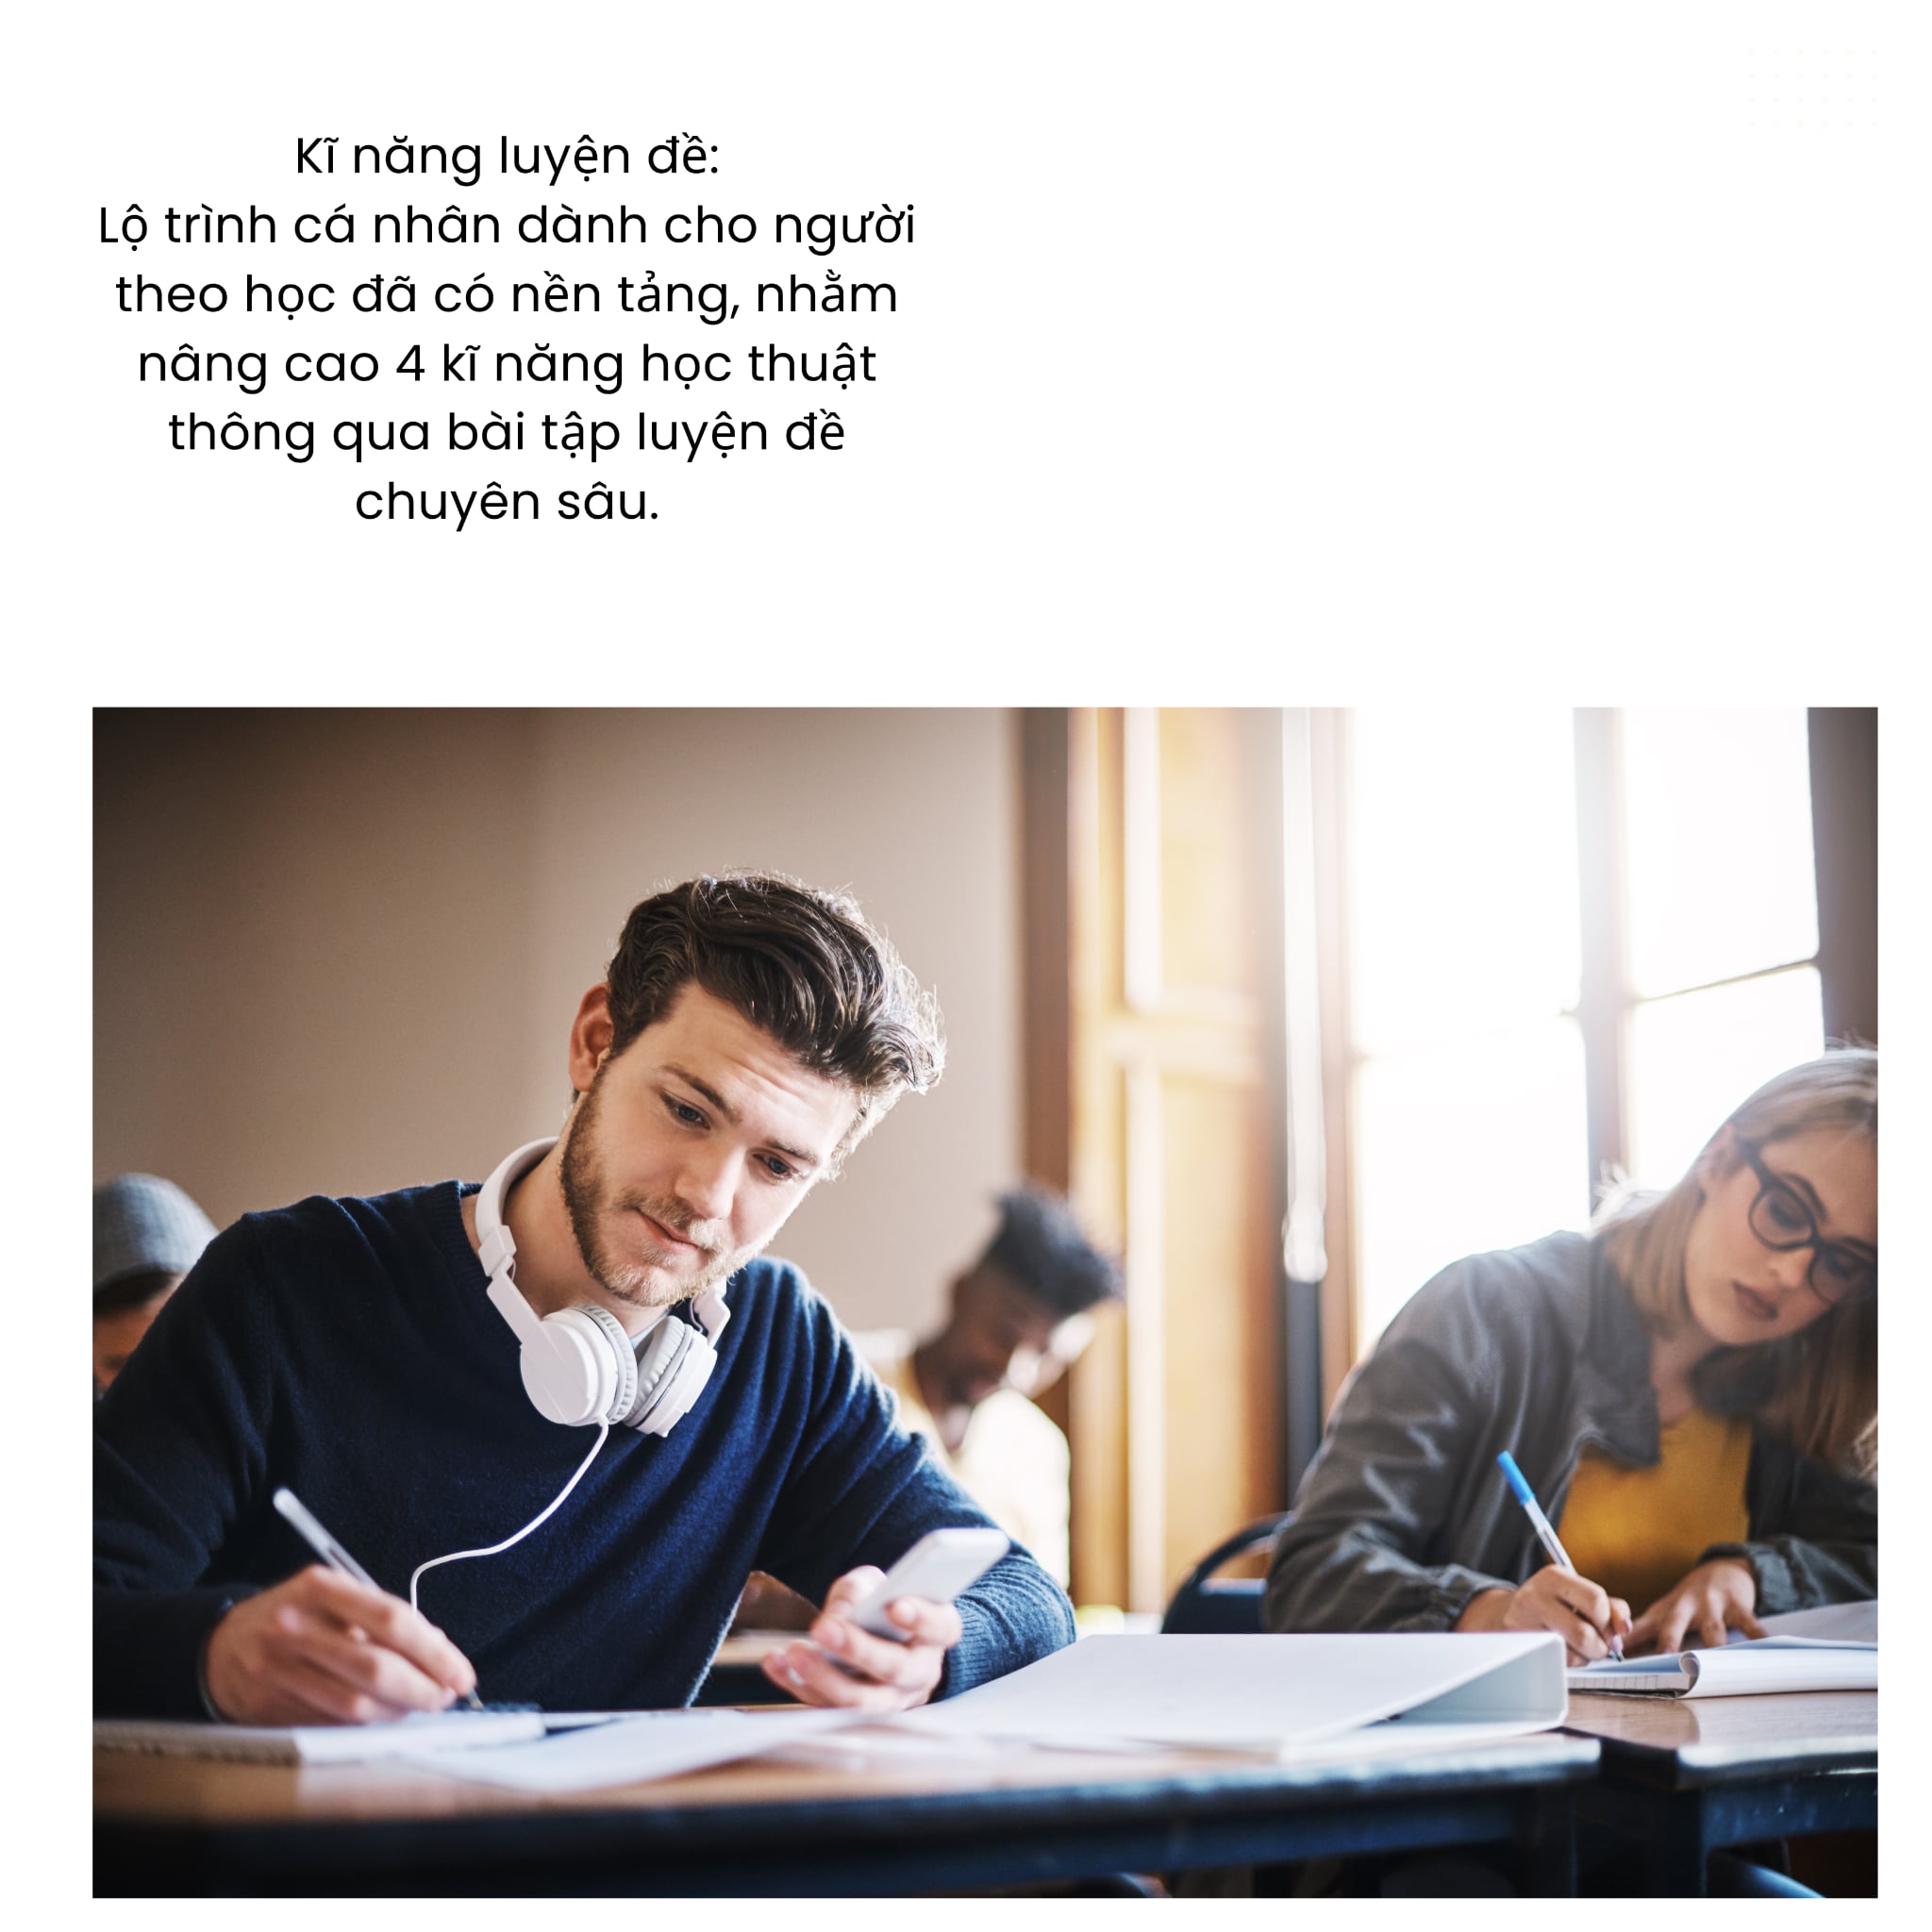 Kĩ năng luyện đề:
Lộ trình cá nhân dành cho người
theo học đã có nền tảng, nhằm
nâng cao 4 kĩ năng học thuật
thông qua bài tập luyện đề
chuyên sâu.